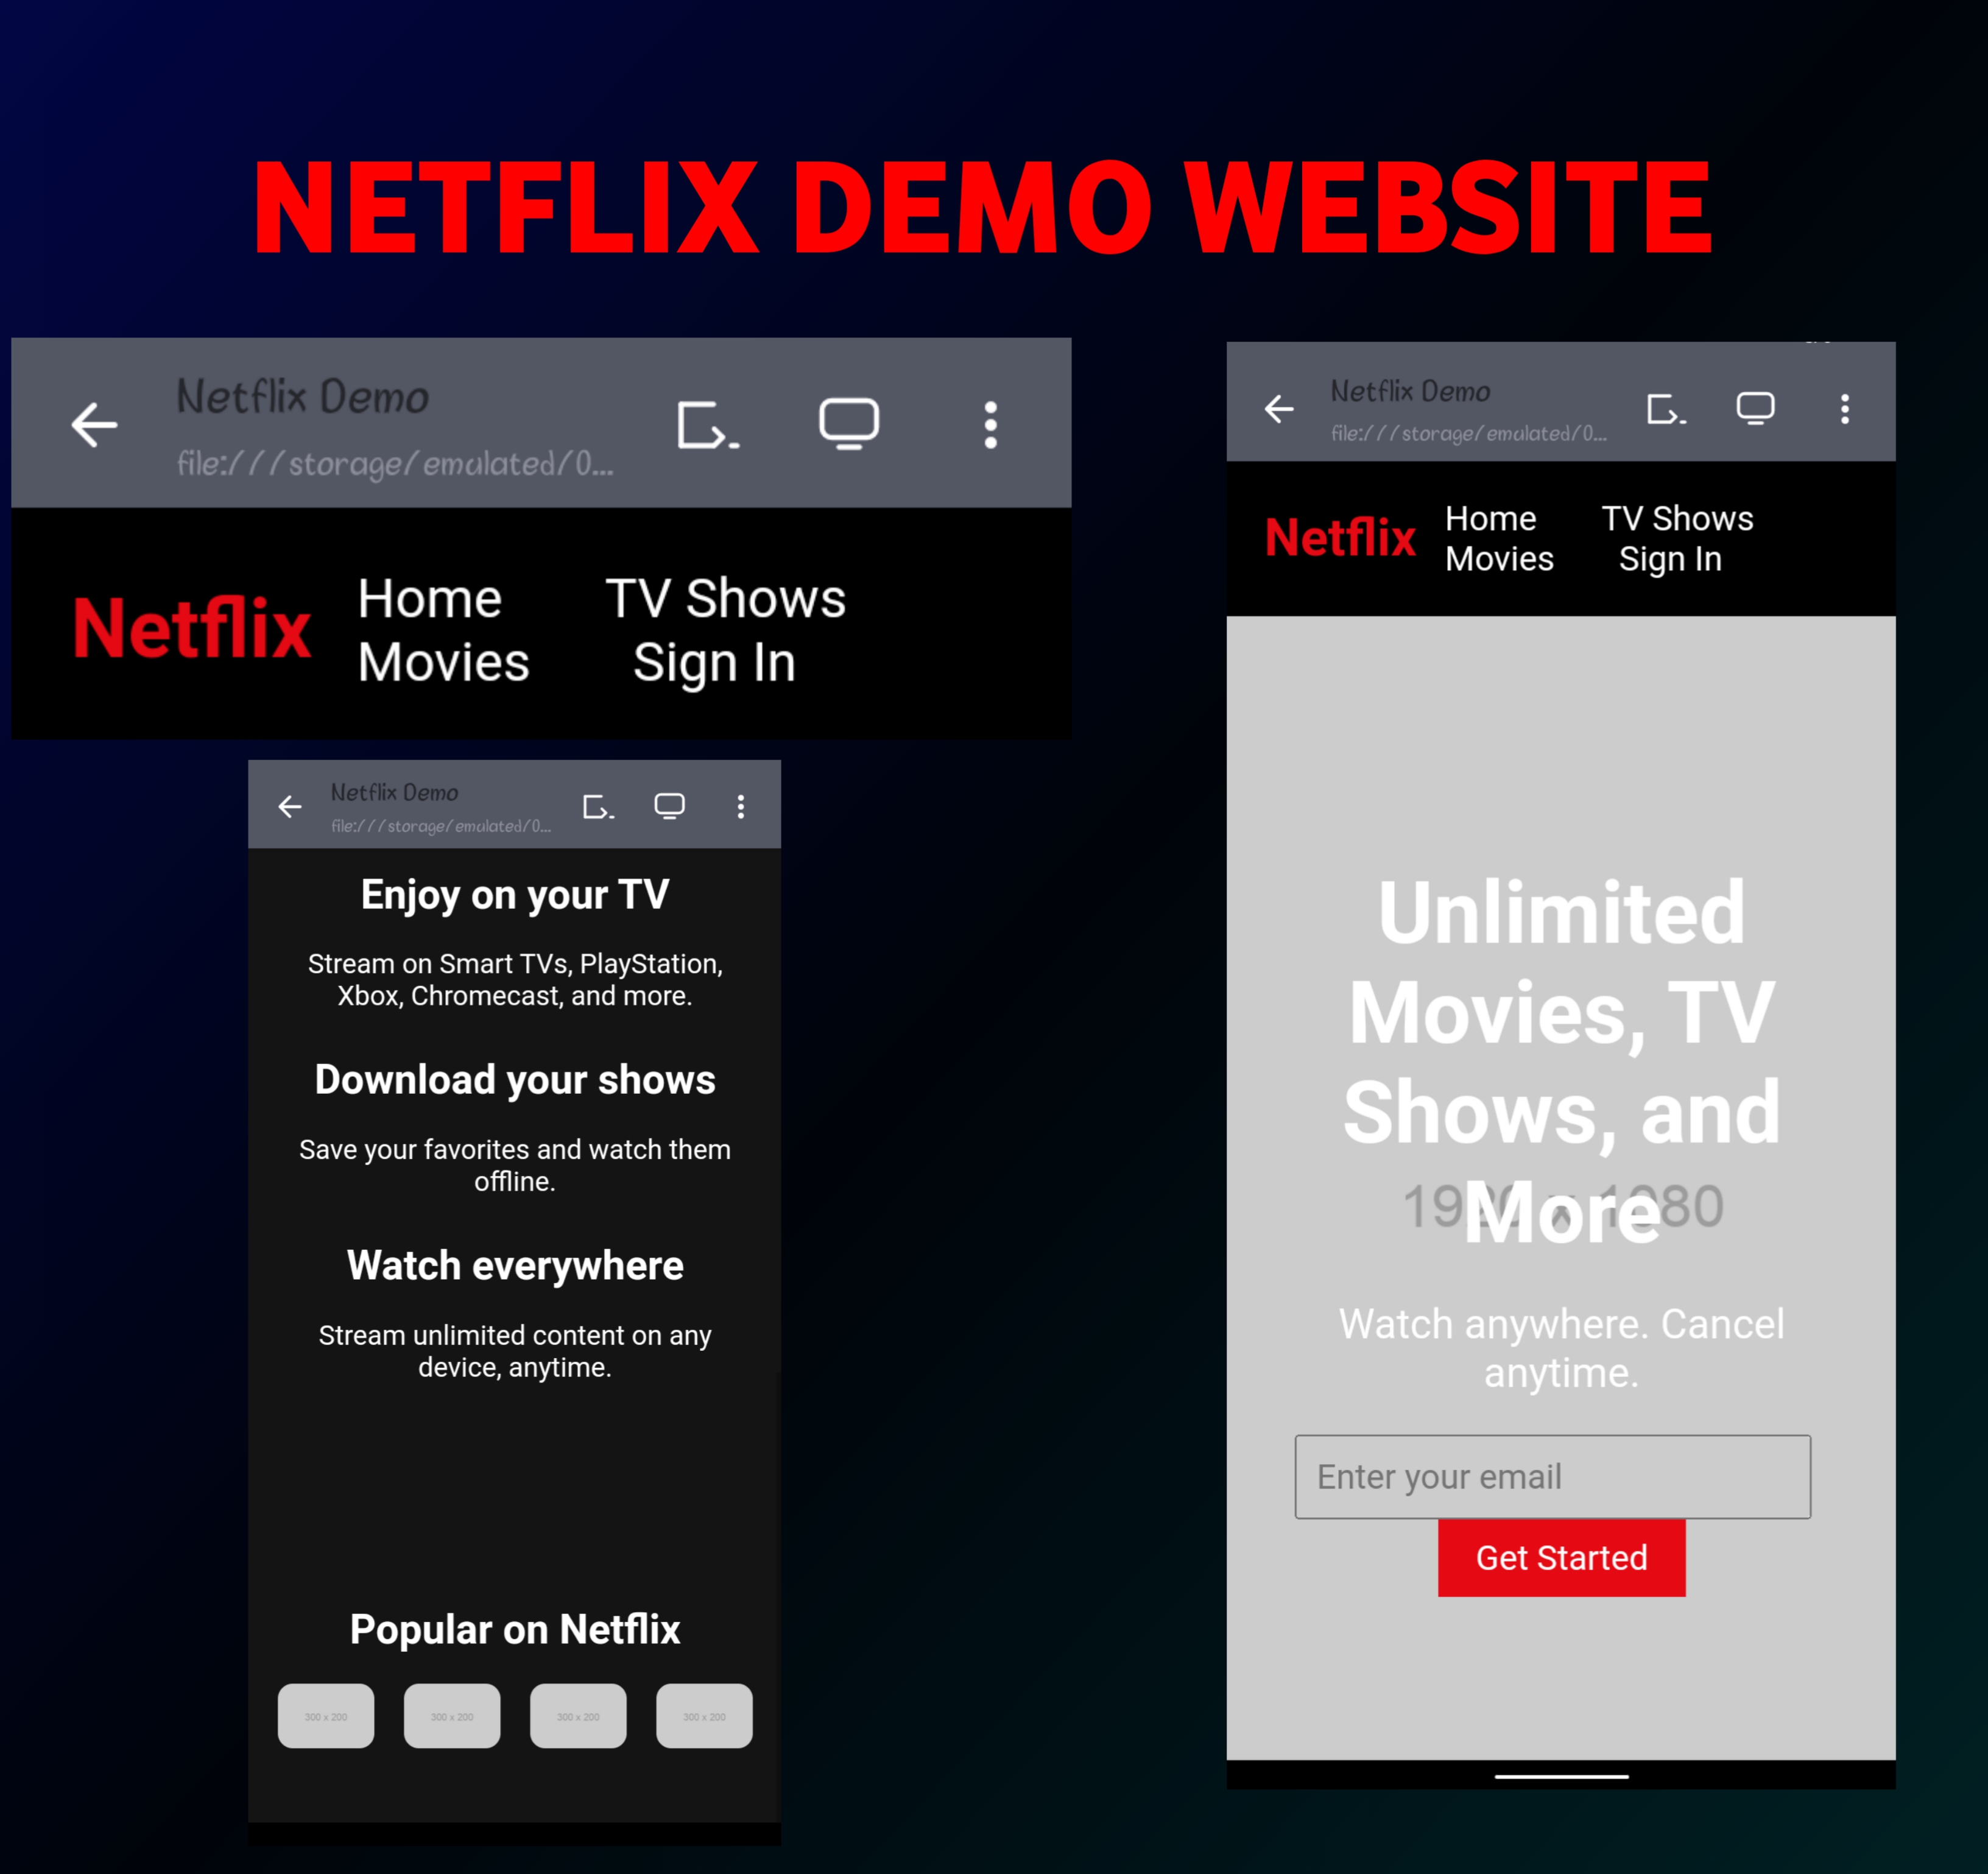 NETFLIX DEMO WEBSITE
Netflix Demo
file:///storage/emulated/0...
Netflix
Home
TV Shows
Movies
Sign In
Netflix Demo
file:///storage/emulated/0...
Enjoy on your TV
Stream on Smart TVs, PlayStation,
Xbox, Chromecast, and more.
Download your shows
Save your favorites and watch them
offline.
Watch everywhere
Stream unlimited content on any
device, anytime.
Popular on Netflix
300 x 200
300 x 200
300 x 200
300 x 200
Netflix Demo
file:///storage/emulated/0...
Netflix
Home
TV Shows
Movies
Sign In
Unlimited
Movies, TV
Shows, and
More
1920 x 1080
Watch anywhere. Cancel
anytime.
Enter your email
Get Started